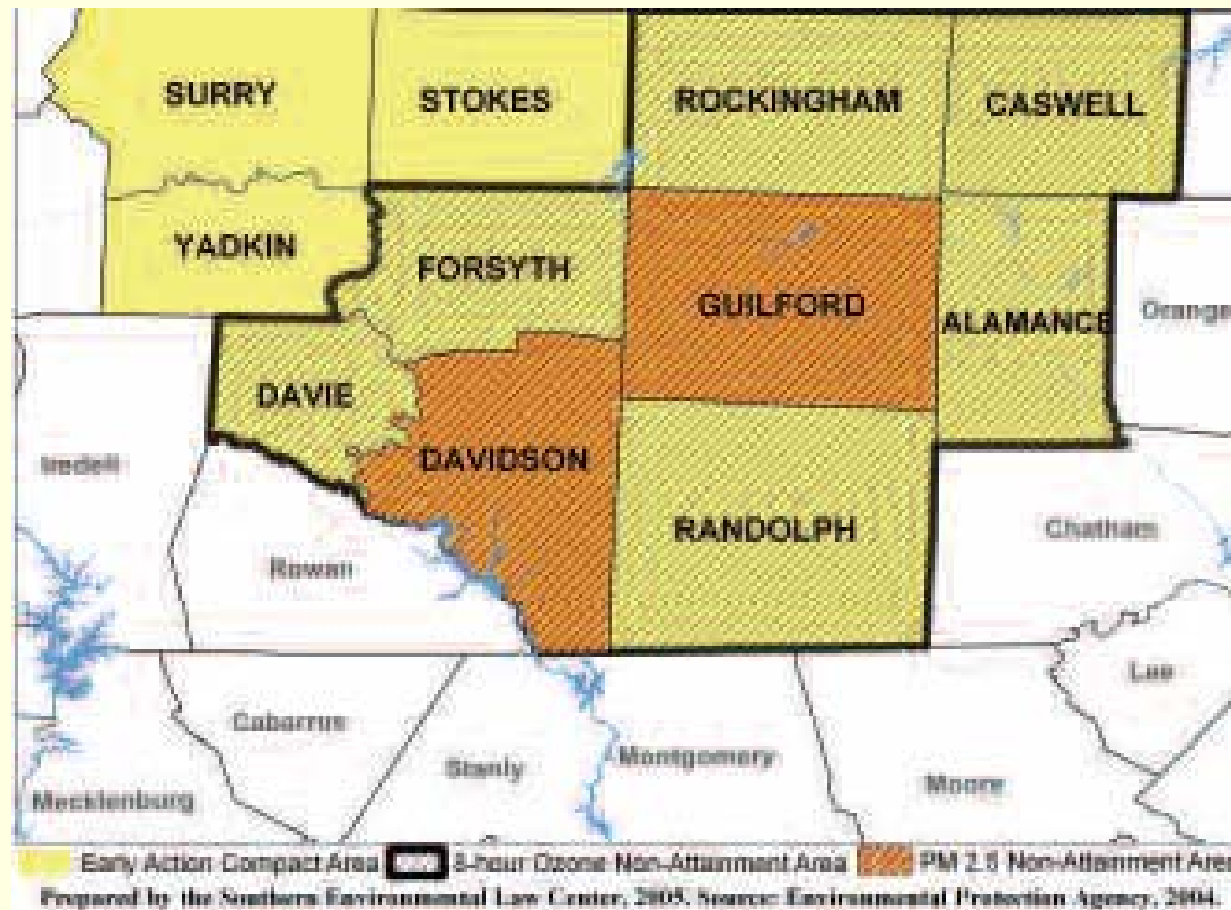 SURRY
STOKES
ROCKINGHAM
CASWELL
YADKIN
FORSYTH
GUILFORD
ALAMANCE
Orange
DAVIE
Iredell
DAVIDSON
RANDOLPH
Chatham
Rowan
Lee
Cabarrus
Stanly
Montgomery
Moore
Mecklenburg
Early Action Compact Area 8-hour Ozone Non-Attainment Area PM 2.5 Non-Attainment Area
Prepared by the Southern Environmental Law Center, 2005. Source: Environmental Protection Agency, 2004.